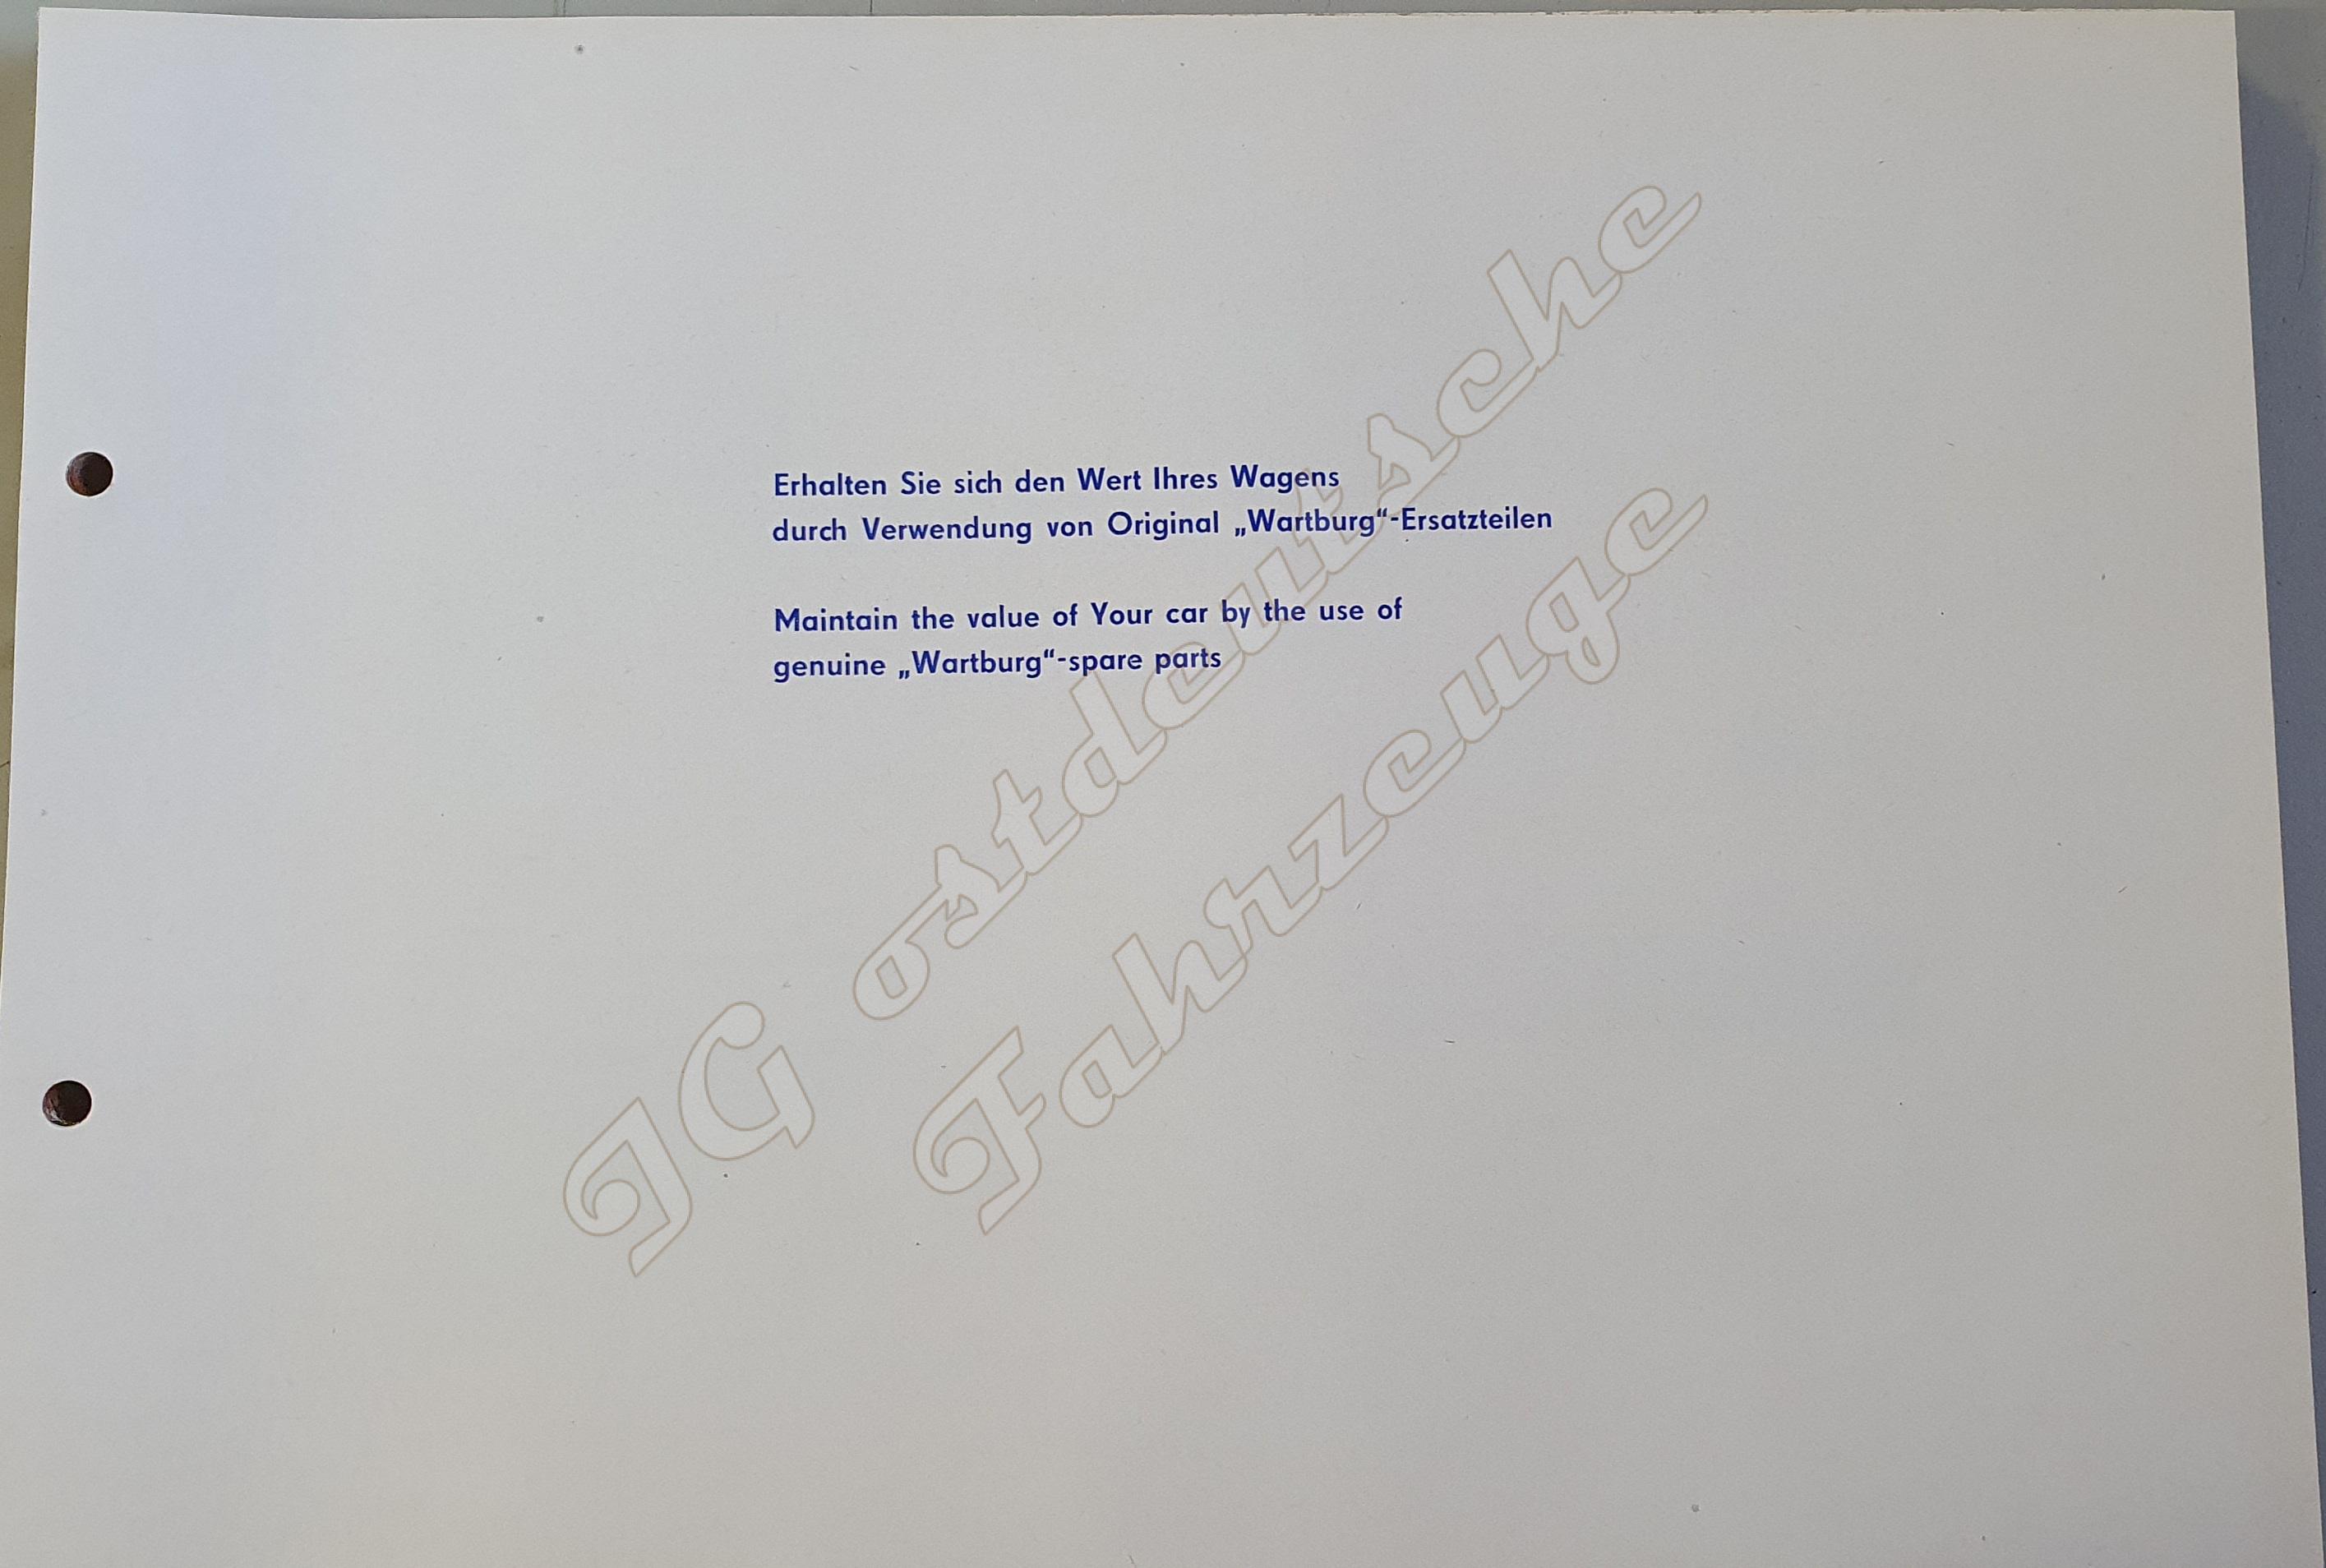 Erhalten Sie sich den Wert Ihres Wagens
durch Verwendung von Original „Wartburg“-Ersatzteilen
Maintain the value of Your car by the use of
genuine „Wartburg“-spare parts
IG ostdeutsche
Fahrzeuge